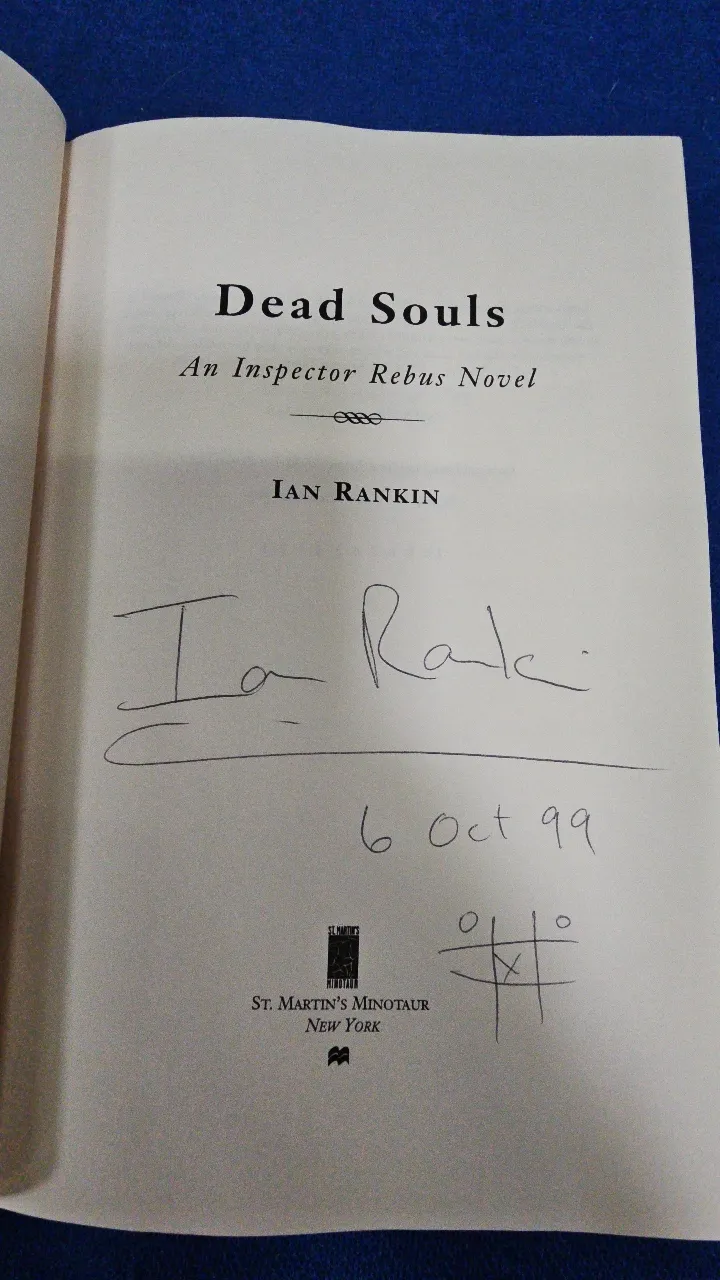 Dead Souls
An Inspector Rebus Novel
IAN RANKIN
Ian Rankin
6 Oct 99
O O
X
ST. MARTIN'S
MINOTAUR
ST. MARTIN'S MINOTAUR
NEW YORK